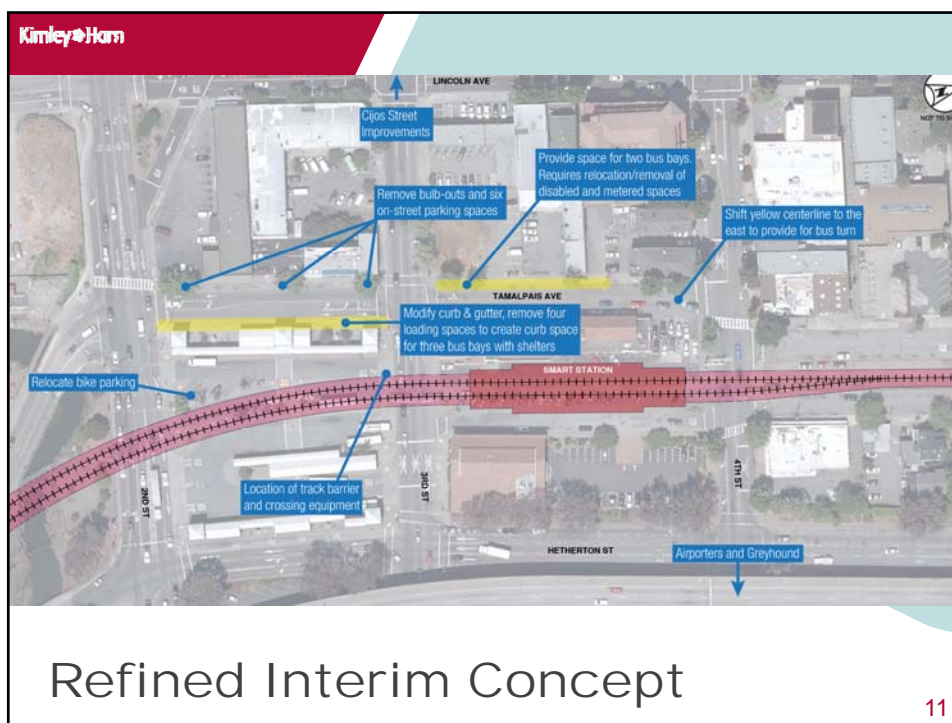 Kimley»Horn
LINCOLN AVE
Cijos Street
Improvements
NOT TO
Provide space for two bus bays.
Requires relocation/removal of
disabled and metered spaces
Remove bulb-outs and six
on-street parking spaces
Shift yellow centerline to the
east to provide for bus turn
TAMALPAIS AVE
Modify curb & gutter, remove four
loading spaces to create curb space
for three bus bays with shelters
SMART STATION
Relocate bike parking
2ND ST
Location of track barrier
and crossing equipment
3RD ST
4TH ST
HETHERTON ST
Airporters and Greyhound
Refined Interim Concept
11